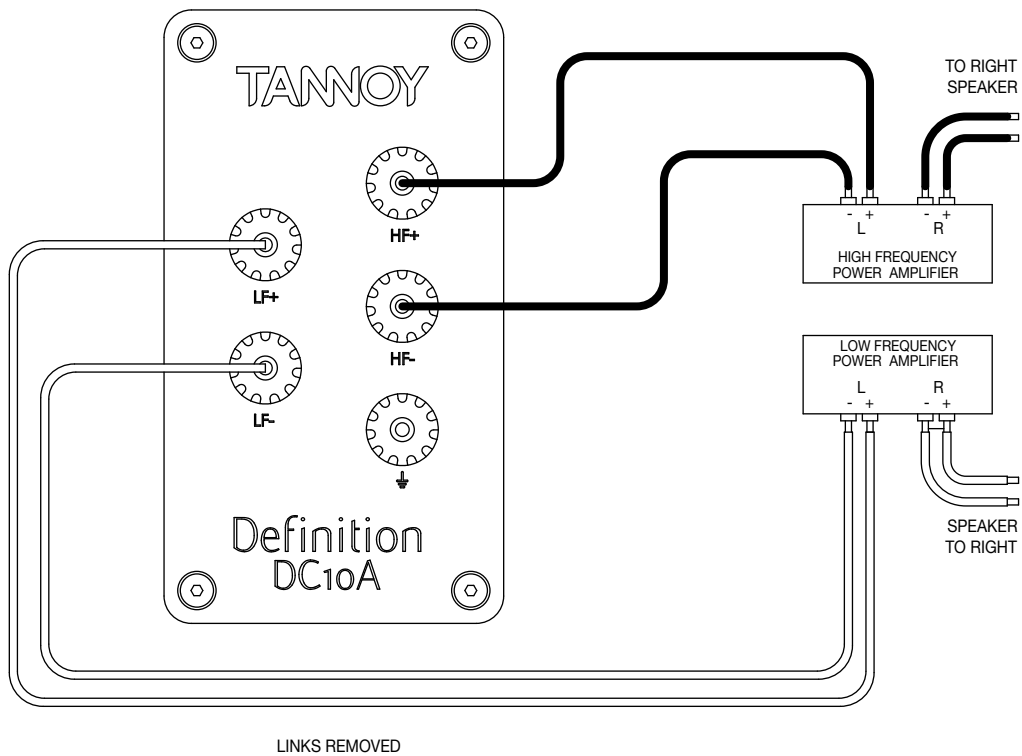 TANNOY
HF+
LF+
HF-
LF-
Definition
DC10A
TO RIGHT
SPEAKER
- + - +
L R
HIGH FREQUENCY
POWER AMPLIFIER
LOW FREQUENCY
POWER AMPLIFIER
L R
- + - +
SPEAKER
TO RIGHT
LINKS REMOVED